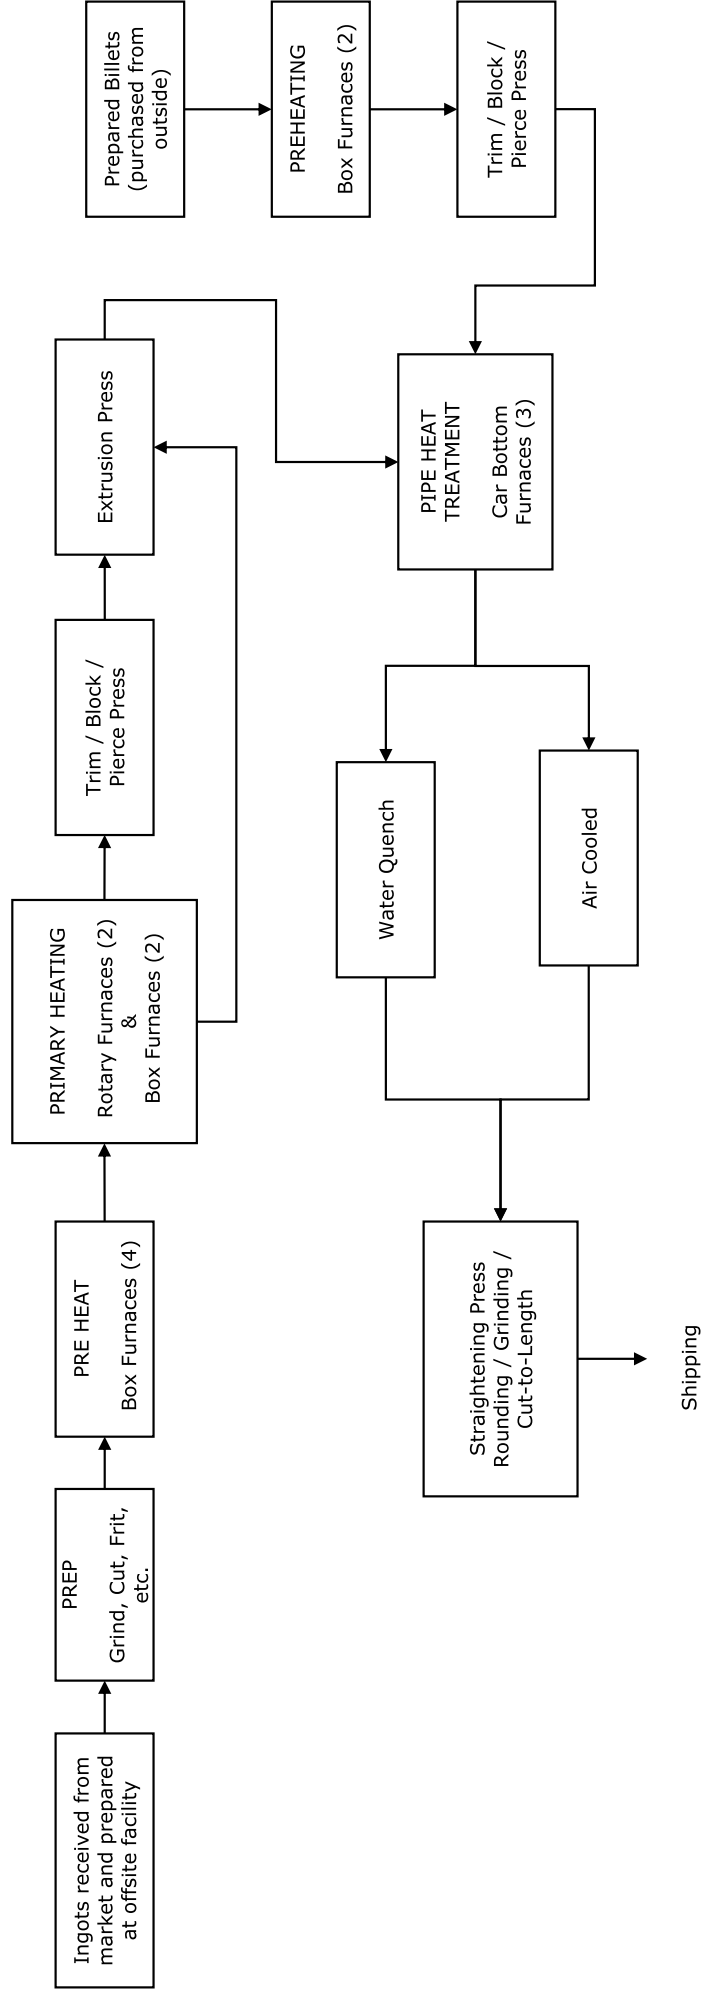 Ingots received from
market and prepared
at offsite facility
PREP
Grind, Cut, Frit,
etc.
PRE HEAT
Box Furnaces (4)
PRIMARY HEATING
Rotary Furnaces (2)
&
Box Furnaces (2)
Trim / Block /
Pierce Press
Extrusion Press
Prepared Billets
(purchased from
outside)
PREHEATING
Box Furnaces (2)
Trim / Block /
Pierce Press
PIPE HEAT
TREATMENT
Car Bottom
Furnaces (3)
Water Quench
Air Cooled
Straightening Press
Rounding / Grinding /
Cut-to-Length
Shipping